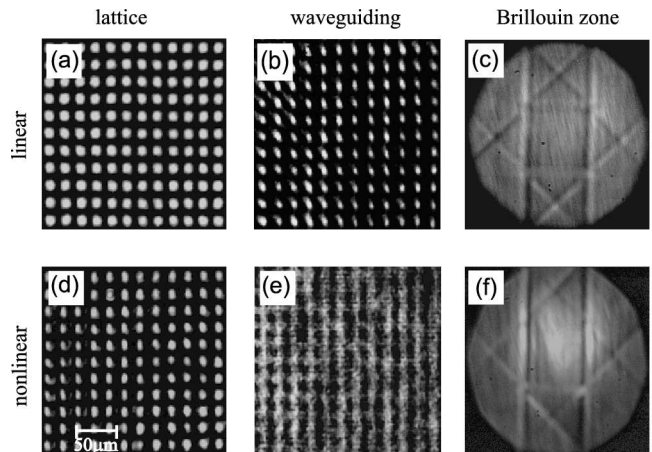 lattice waveguiding Brillouin zone
linear
(a) (b) (c)
nonlinear
(d) (e) (f)
50μm